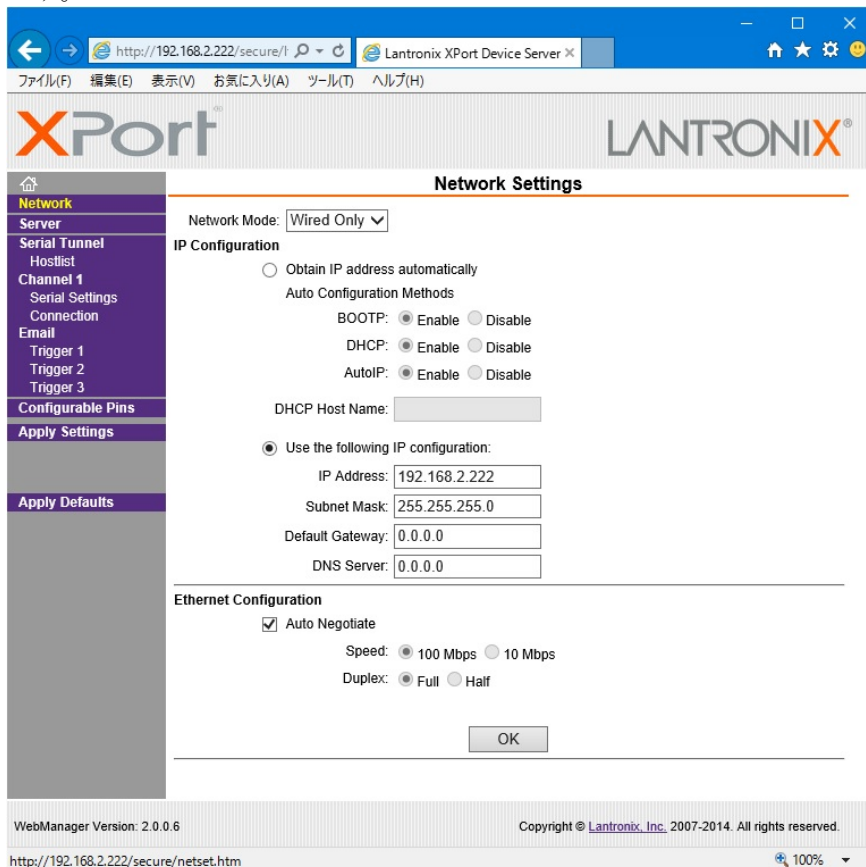 http://192.168.2.222/secure/l
Lantronix XPort Device Server
ファイル(F) 編集(E) 表示(V) お気に入り(A) ツール(T) ヘルプ(H)
XPort
LANTRONIX®
Network Settings
Network
Server
Serial Tunnel
Hostlist
Channel 1
Serial Settings
Connection
Email
Trigger 1
Trigger 2
Trigger 3
Configurable Pins
Apply Settings
Apply Defaults
Network Mode: Wired Only
IP Configuration
Obtain IP address automatically
Auto Configuration Methods
BOOTP: Enable Disable
DHCP: Enable Disable
AutoIP: Enable Disable
DHCP Host Name:
Use the following IP configuration:
IP Address: 192.168.2.222
Subnet Mask: 255.255.255.0
Default Gateway: 0.0.0.0
DNS Server: 0.0.0.0
Ethernet Configuration
Auto Negotiate
Speed: 100 Mbps 10 Mbps
Duplex: Full Half
OK
WebManager Version: 2.0.0.6
Copyright © Lantronix, Inc. 2007-2014. All rights reserved.
http://192.168.2.222/secure/netset.htm
100%